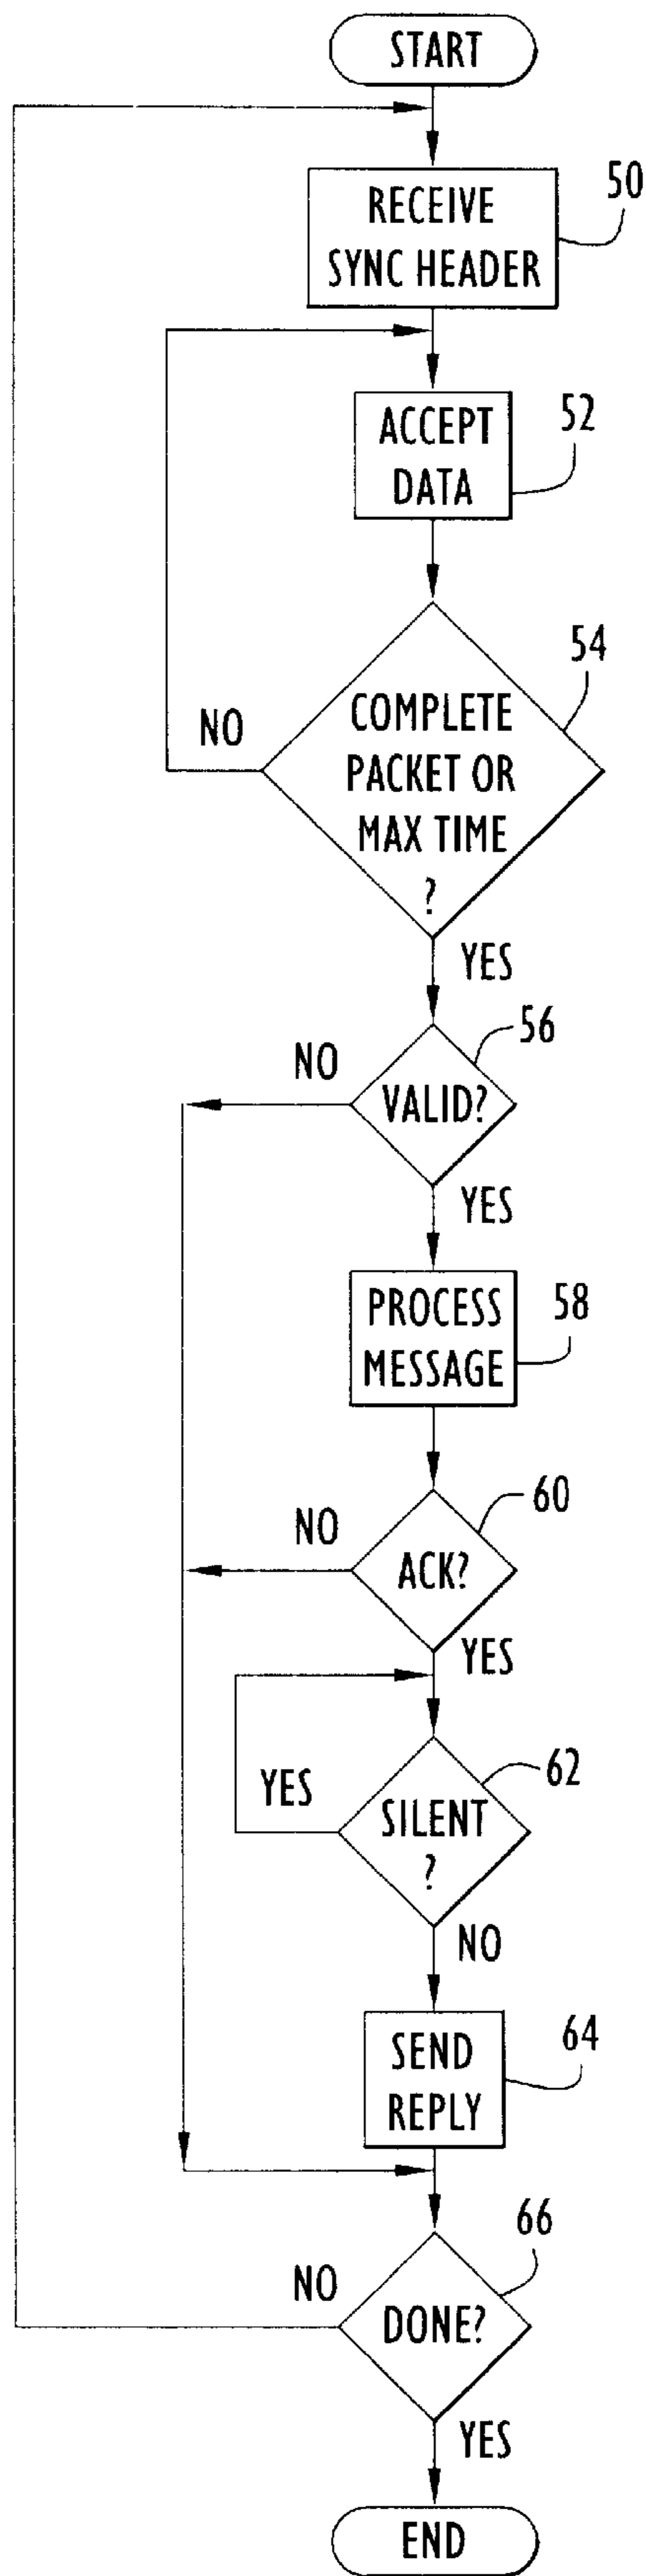 START
RECEIVE
SYNC HEADER
50
ACCEPT
DATA
52
COMPLETE
PACKET OR
MAX TIME
?
54
NO
YES
VALID?
56
NO
YES
PROCESS
MESSAGE
58
ACK?
60
NO
YES
SILENT
?
62
YES
NO
SEND
REPLY
64
DONE?
66
NO
YES
END